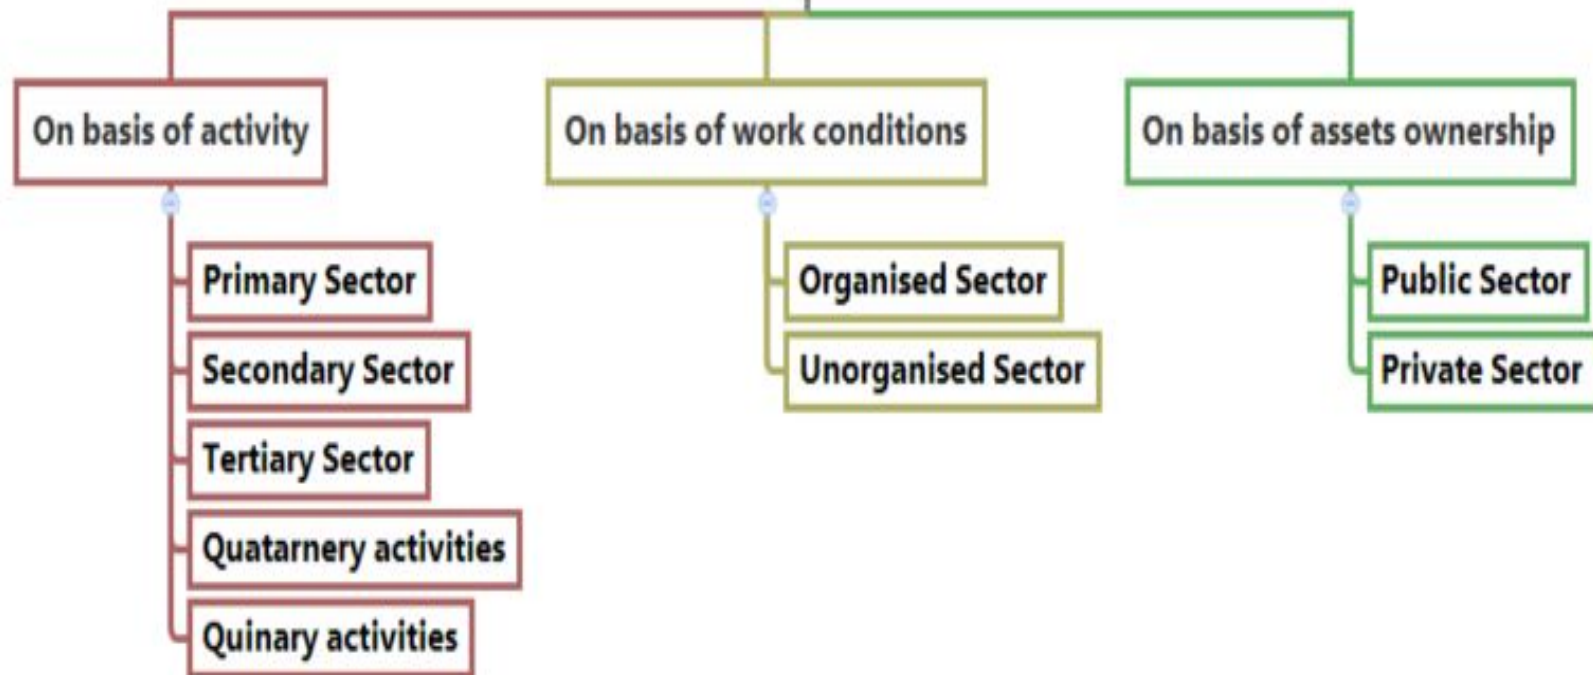 On basis of activity
On basis of work conditions
On basis of assets ownership
Primary Sector
Secondary Sector
Tertiary Sector
Quatarnery activities
Quinary activities
Organised Sector
Unorganised Sector
Public Sector
Private Sector